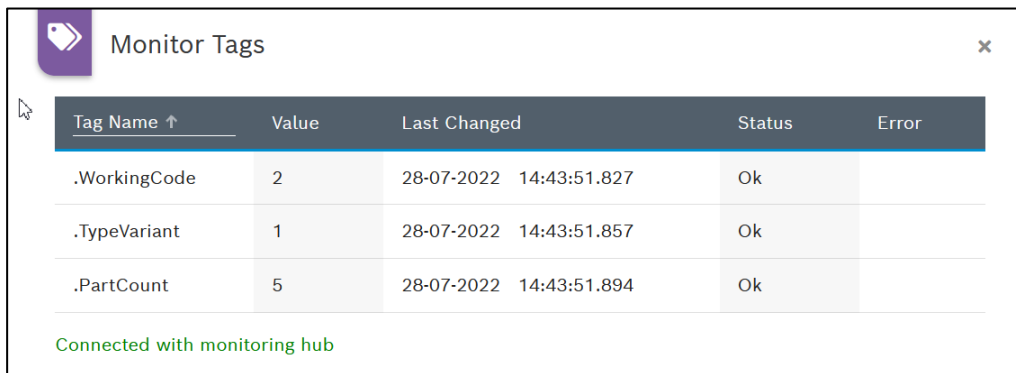 Monitor Tags ×
Tag Name ↑ Value Last Changed Status Error
.WorkingCode 2 28-07-2022 14:43:51.827 Ok
.TypeVariant 1 28-07-2022 14:43:51.857 Ok
.PartCount 5 28-07-2022 14:43:51.894 Ok
Connected with monitoring hub